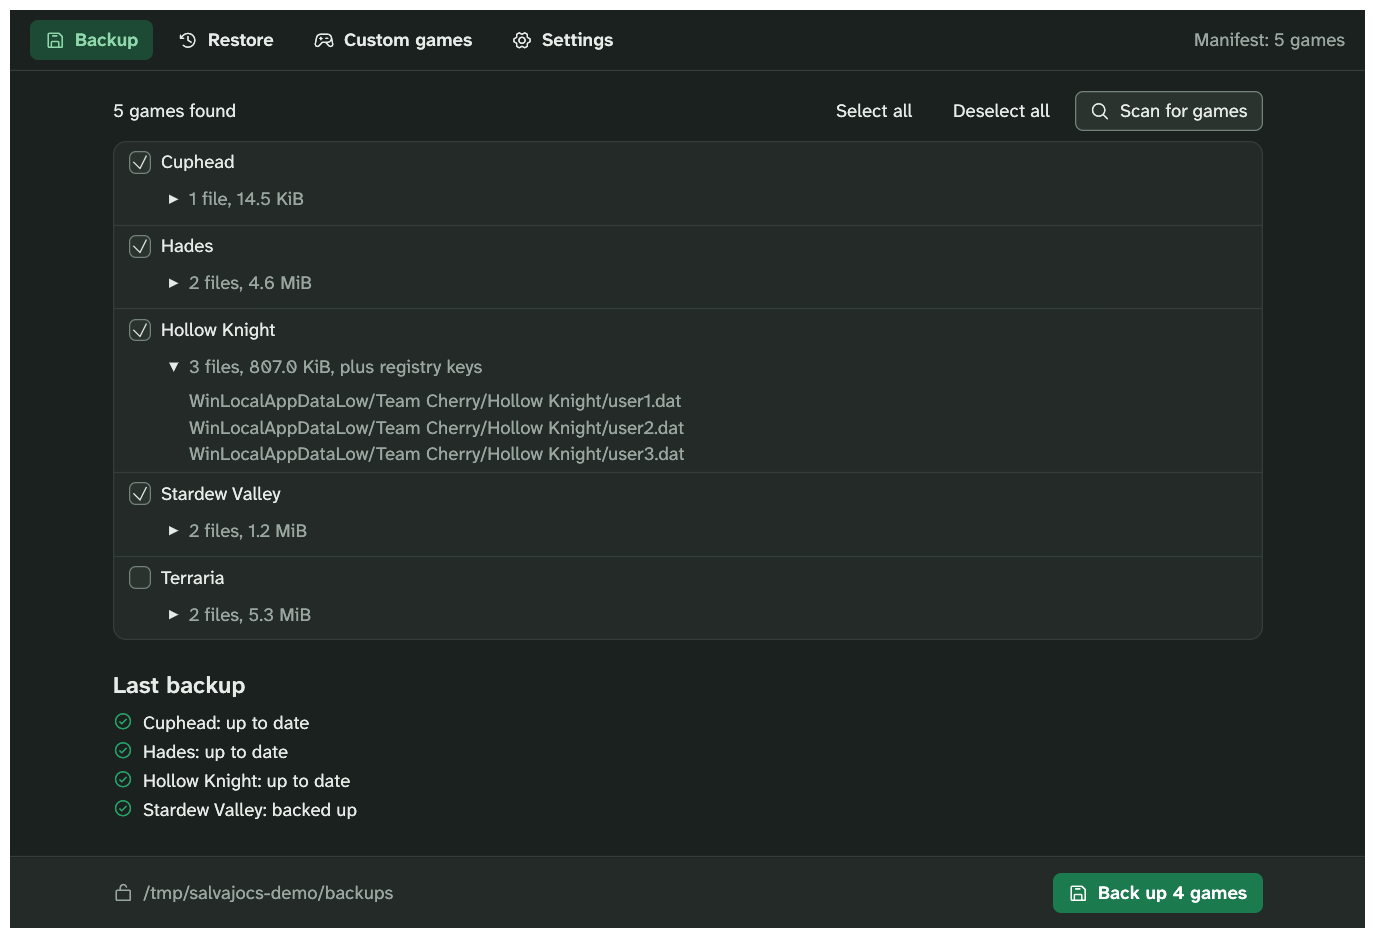 Backup Restore Custom games Settings Manifest: 5 games
5 games found Select all Deselect all Scan for games
Cuphead
1 file, 14.5 KiB
Hades
2 files, 4.6 MiB
Hollow Knight
3 files, 807.0 KiB, plus registry keys
WinLocalAppDataLow/Team Cherry/Hollow Knight/user1.dat
WinLocalAppDataLow/Team Cherry/Hollow Knight/user2.dat
WinLocalAppDataLow/Team Cherry/Hollow Knight/user3.dat
Stardew Valley
2 files, 1.2 MiB
Terraria
2 files, 5.3 MiB
Last backup
Cuphead: up to date
Hades: up to date
Hollow Knight: up to date
Stardew Valley: backed up
/tmp/salvajocs-demo/backups Back up 4 games